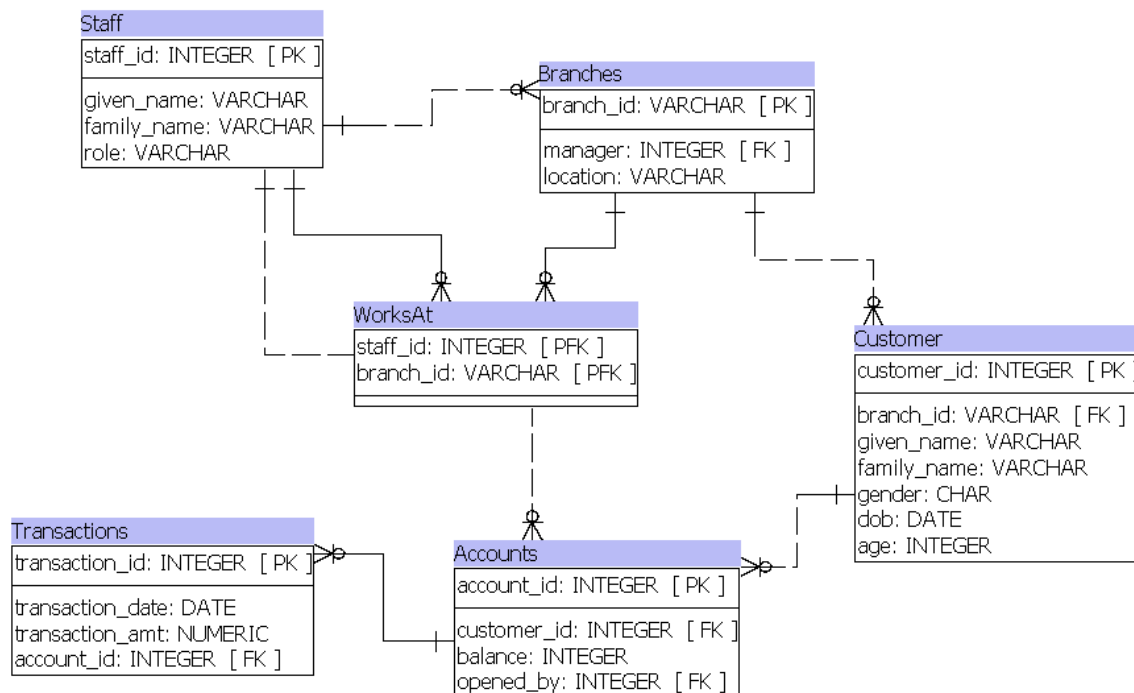 Staff
staff_id: INTEGER [ PK ]
given_name: VARCHAR
family_name: VARCHAR
role: VARCHAR
Branches
branch_id: VARCHAR [ PK ]
manager: INTEGER [ FK ]
location: VARCHAR
WorksAt
staff_id: INTEGER [ PFK ]
branch_id: VARCHAR [ PFK ]
Customer
customer_id: INTEGER [ PK ]
branch_id: VARCHAR [ FK ]
given_name: VARCHAR
family_name: VARCHAR
gender: CHAR
dob: DATE
age: INTEGER
Transactions
transaction_id: INTEGER [ PK ]
transaction_date: DATE
transaction_amt: NUMERIC
account_id: INTEGER [ FK ]
Accounts
account_id: INTEGER [ PK ]
customer_id: INTEGER [ FK ]
balance: INTEGER
opened_by: INTEGER [ FK ]